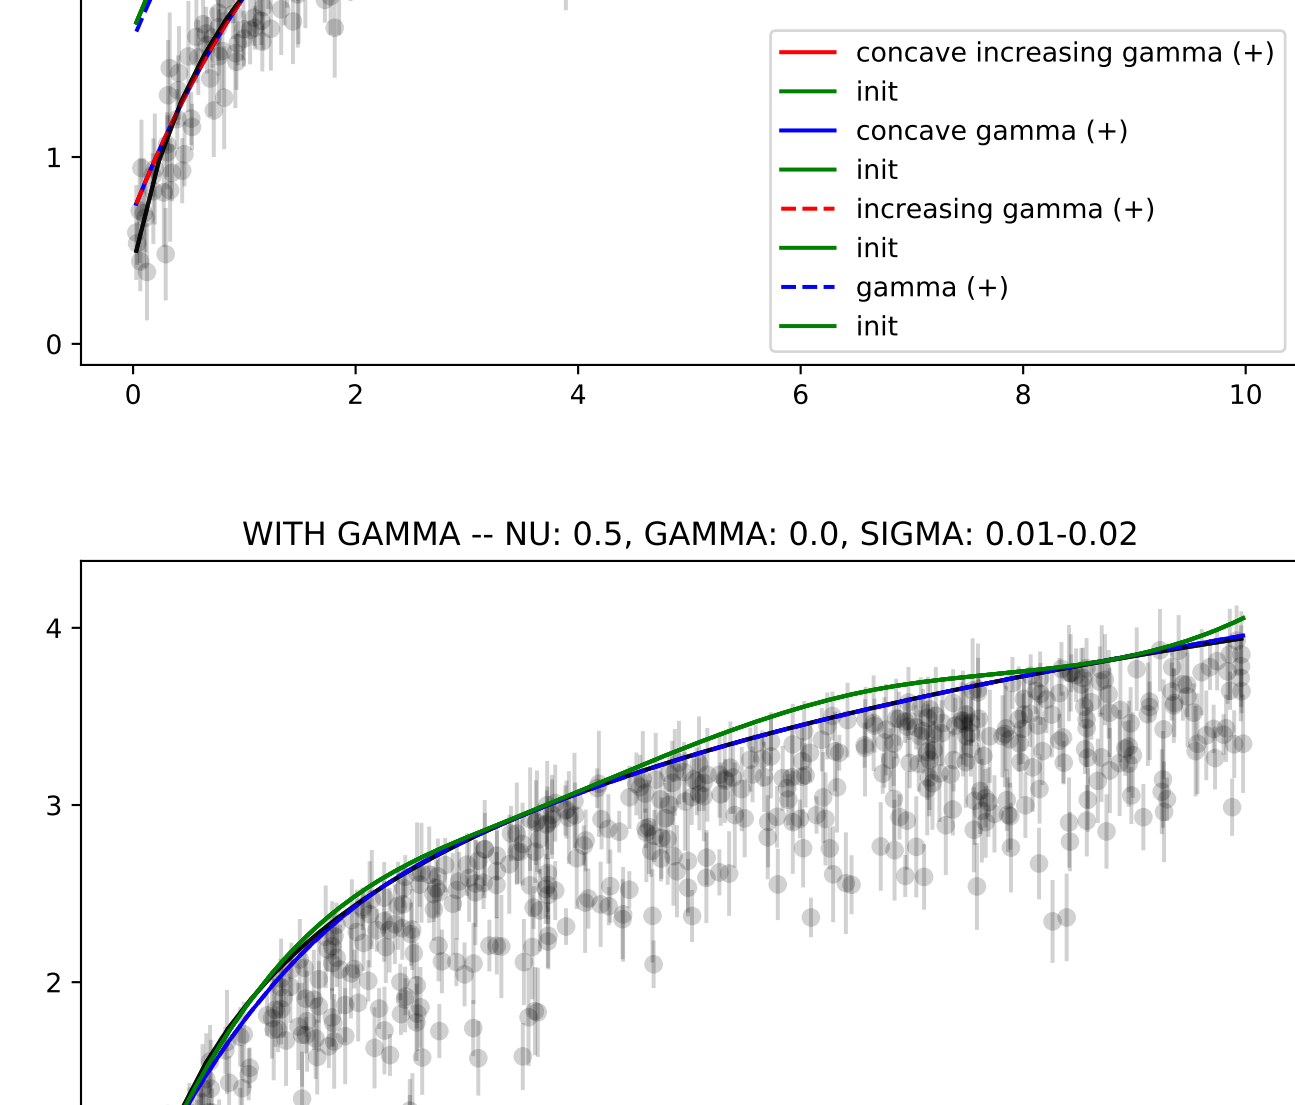 1
0
concave increasing gamma (+)
init
concave gamma (+)
init
increasing gamma (+)
init
gamma (+)
init
0 2 4 6 8 10
WITH GAMMA -- NU: 0.5, GAMMA: 0.0, SIGMA: 0.01-0.02
4
3
2